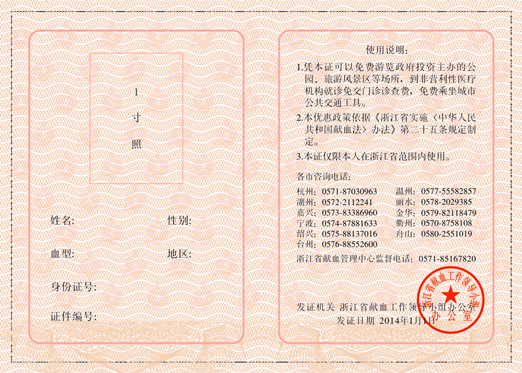 1
寸
照
姓名:
性别:
血型:
地区:
身份证号:
证件编号:
使用说明:
1.凭本证可以免费游览政府投资主办的公
园、旅游风景区等场所，到非营利性医疗
机构就诊免交门诊诊查费，免费乘坐城市
公共交通工具。
2.本优惠政策依据《浙江省实施〈中华人民
共和国献血法〉办法》第二十五条规定制
定。
3.本证仅限本人在浙江省范围内使用。
各市咨询电话:
杭州: 0571-87030963 温州: 0577-55582857
湖州: 0572-2112241 丽水: 0578-2029385
嘉兴: 0573-83386960 金华: 0579-82118479
宁波: 0574-87881633 衢州: 0570-8758108
绍兴: 0575-88137016 舟山: 0580-2551019
台州: 0576-88552600
浙江省献血管理中心监督电话: 0571-85167820
发证机关 浙江省献血工作领导小组办公室
发证日期 2014年1月1日
浙江省献血工作领导小组
办公室